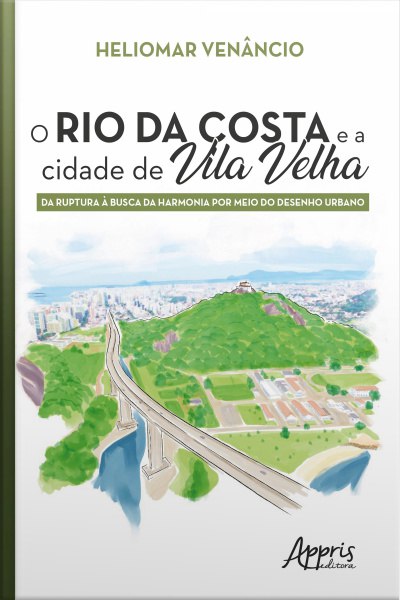 HELIOMAR VENÂNCIO
O RIO DA COSTA e a
cidade de Vila Velha
DA RUPTURA À BUSCA DA HARMONIA POR MEIO DO DESENHO URBANO
Appris
editora